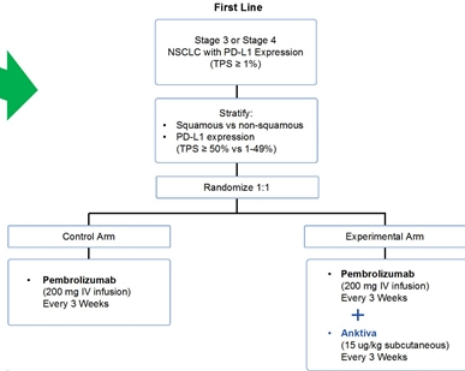 First Line
Stage 3 or Stage 4
NSCLC with PD-L1 Expression
(TPS ≥ 1%)
Stratify:
• Squamous vs non-squamous
• PD-L1 expression
(TPS ≥ 50% vs 1-49%)
Randomize 1:1
Control Arm
• Pembrolizumab
(200 mg IV infusion)
Every 3 Weeks
Experimental Arm
• Pembrolizumab
(200 mg IV infusion)
Every 3 Weeks
+
• Anktiva
(15 ug/kg subcutaneous)
Every 3 Weeks